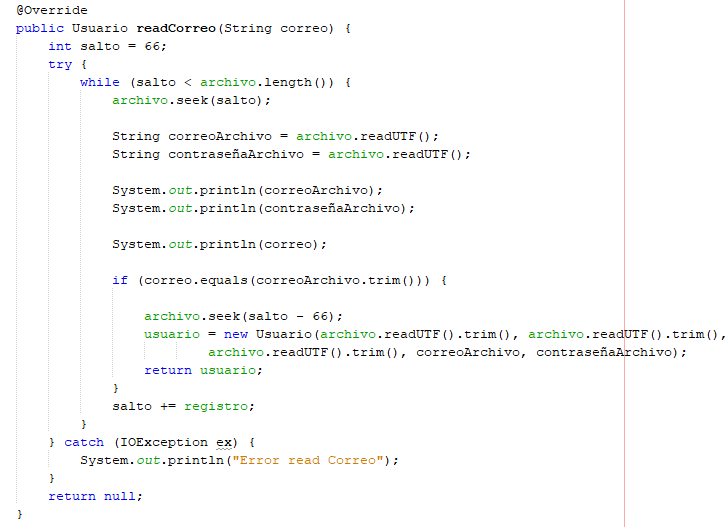 @Override
public Usuario readCorreo(String correo) {
    int salto = 66;
    try {
        while (salto < archivo.length()) {
            archivo.seek(salto);

            String correoArchivo = archivo.readUTF();
            String contraseñaArchivo = archivo.readUTF();

            System.out.println(correoArchivo);
            System.out.println(contraseñaArchivo);

            System.out.println(correo);

            if (correo.equals(correoArchivo.trim())) {

                archivo.seek(salto - 66);
                usuario = new Usuario(archivo.readUTF().trim(), archivo.readUTF().trim(),
                        archivo.readUTF().trim(), correoArchivo, contraseñaArchivo);
                return usuario;
            }
            salto += registro;
        }
    } catch (IOException ex) {
        System.out.println("Error read Correo");
    }
    return null;
}